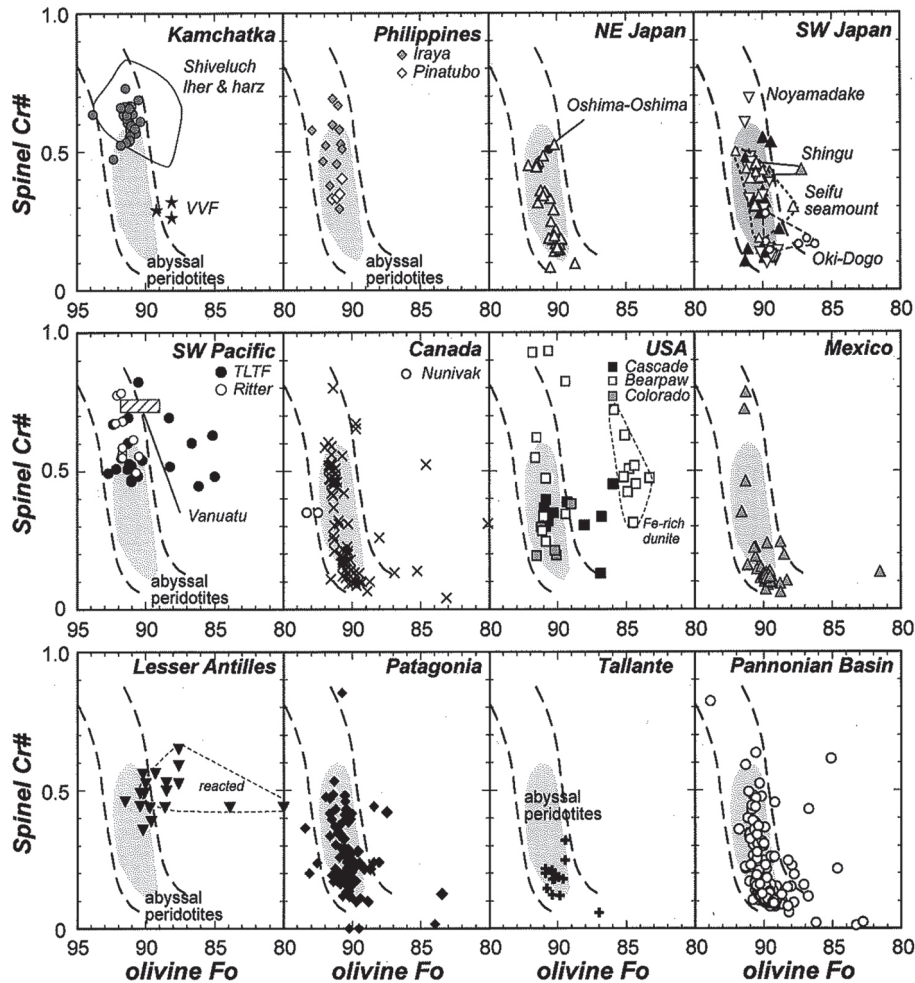 1.0
Kamchatka
Philippines
NE Japan
SW Japan
Shiveluch
lher & harz
Iraya
Pinatubo
Oshima-Oshima
Noyamadake
Spinel Cr#
0.5
Shingu
VVF
Seifu
seamount
abyssal
peridotites
abyssal
peridotites
Oki-Dogo
0
95 90 85 80 90 85 80 90 85 80 90 85 80
1.0
SW Pacific
Canada
USA
Mexico
TLTF
Ritter
Nunivak
Cascade
Bearpaw
Colorado
Spinel Cr#
0.5
Vanuatu
Fe-rich
dunite
abyssal
peridotites
0
95 90 85 80 90 85 80 90 85 80 90 85 80
Lesser Antilles
Patagonia
Tallante
Pannonian Basin
Spinel Cr#
0.5
reacted
abyssal
peridotites
abyssal
peridotites
0
95 90 85 80 90 85 80 90 85 80 90 85 80
olivine Fo
olivine Fo
olivine Fo
olivine Fo